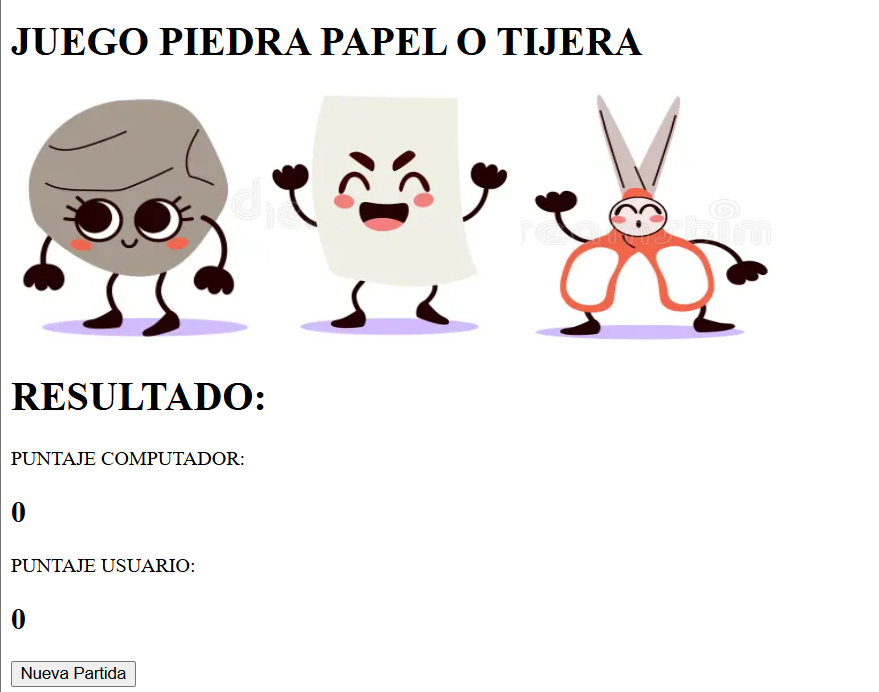 JUEGO PIEDRA PAPEL O TIJERA
RESULTADO:
PUNTAJE COMPUTADOR:
0
PUNTAJE USUARIO:
0
Nueva Partida